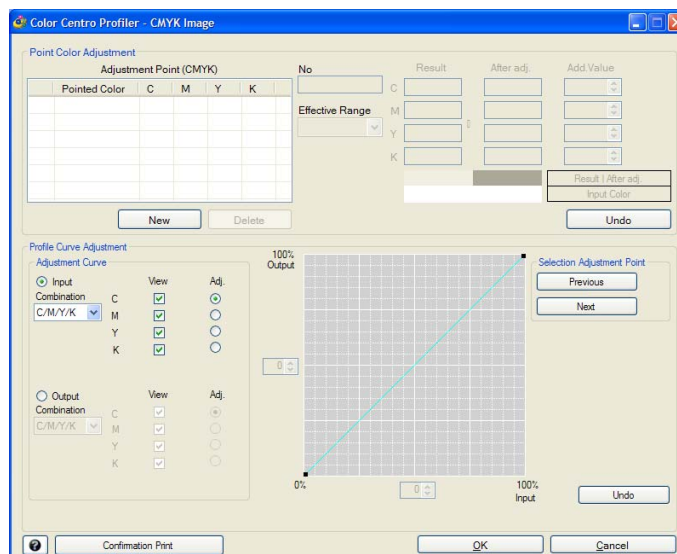 Color Centro Profiler - CMYK Image
Point Color Adjustment
Adjustment Point (CMYK)
Pointed Color C M Y K
New
Delete
No
Effective Range
Result After adj. Add.Value
C
M
Y
K
Result | After adj.
Input Color
Undo
Profile Curve Adjustment
Adjustment Curve
Input
Combination
C/M/Y/K
View Adj.
C
M
Y
K
Output
Combination
C/M/Y/K
View Adj.
C
M
Y
K
100%
Output
0
0%
0
100%
Input
Selection Adjustment Point
Previous
Next
Undo
?
Confirmation Print
OK
Cancel